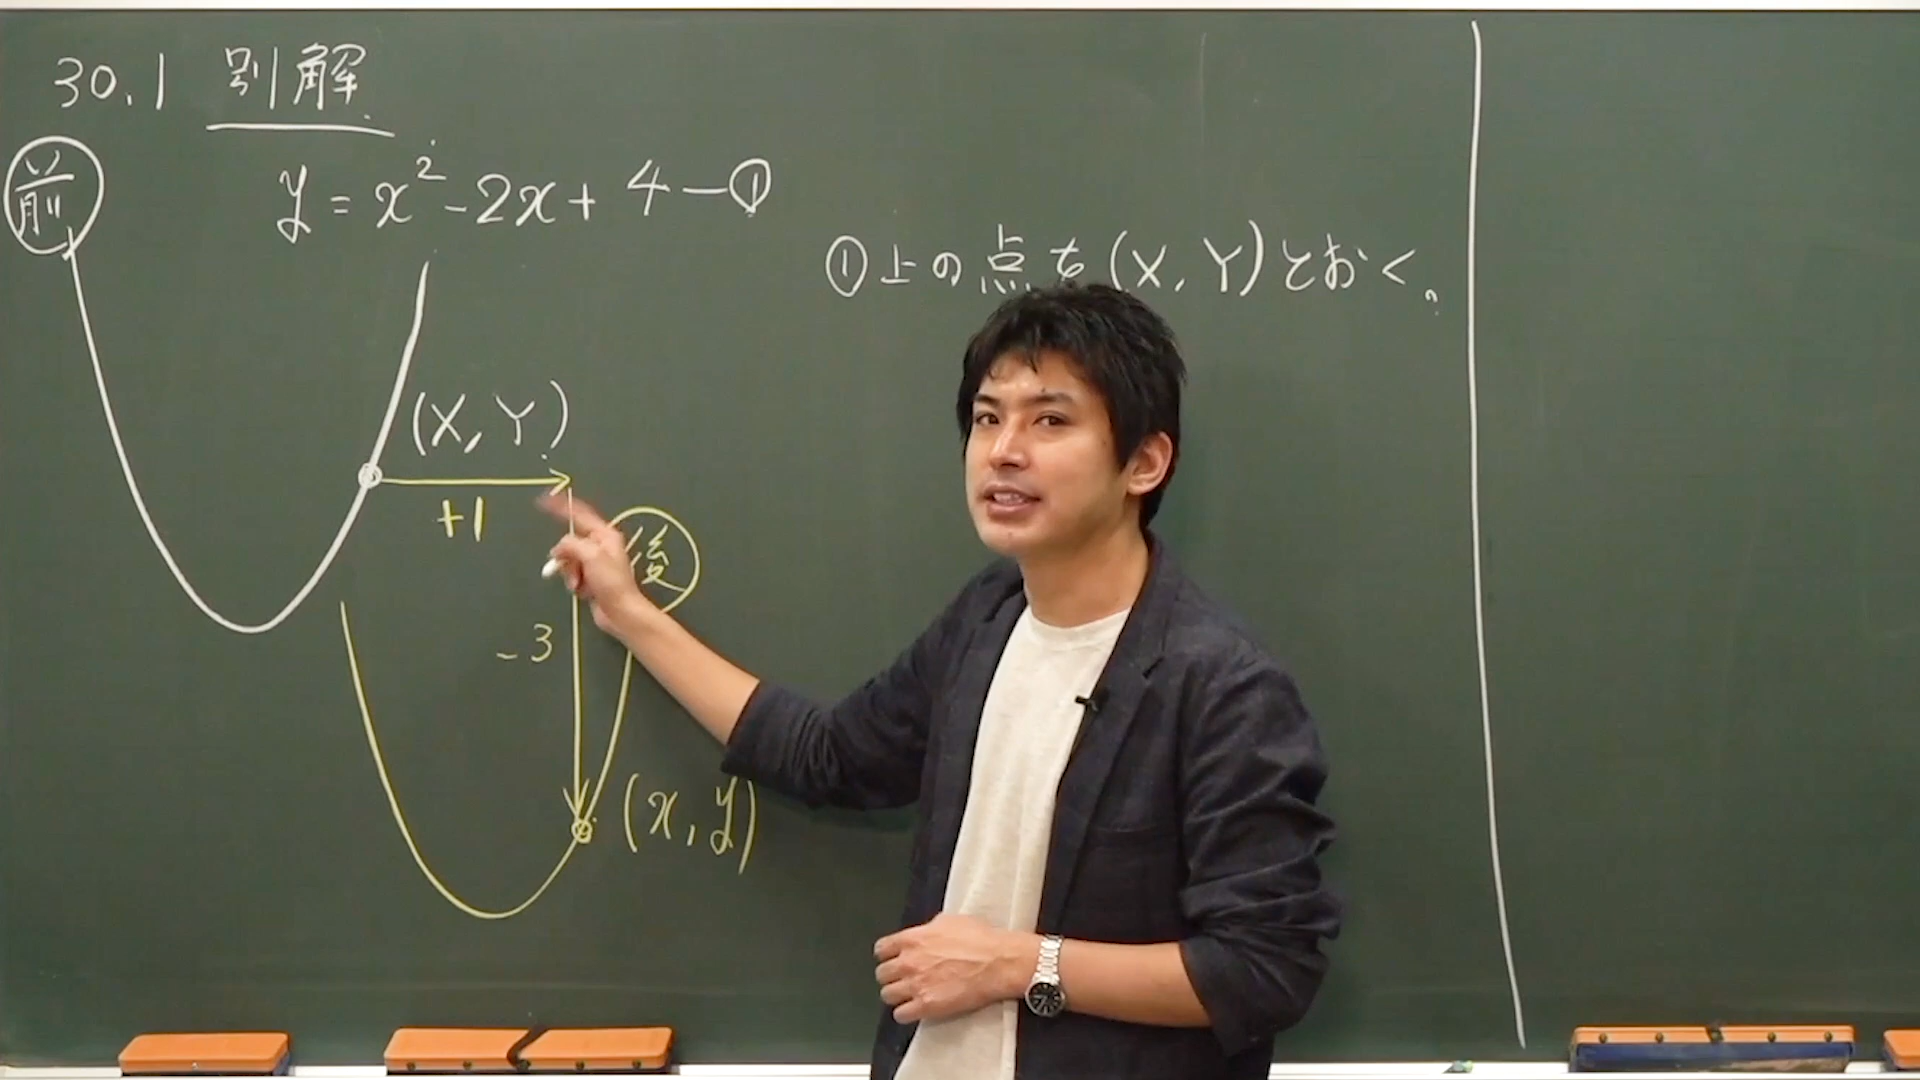 30.1 別解
前
y = x² - 2x + 4 — ①
①上の点を(X, Y)とおく。
(X, Y)
+1
後
-3
(x, y)